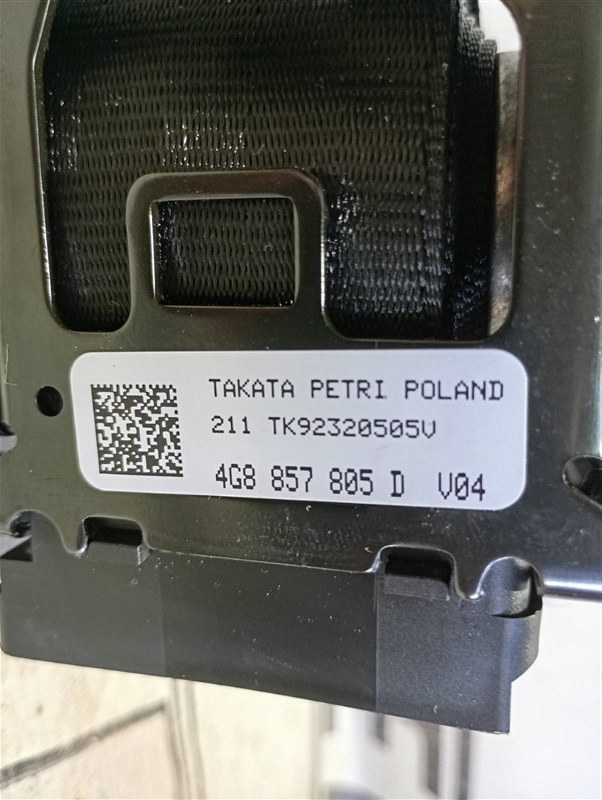 TAKATA PETRI POLAND
211 TK92320505V
4G8 857 805 D V04